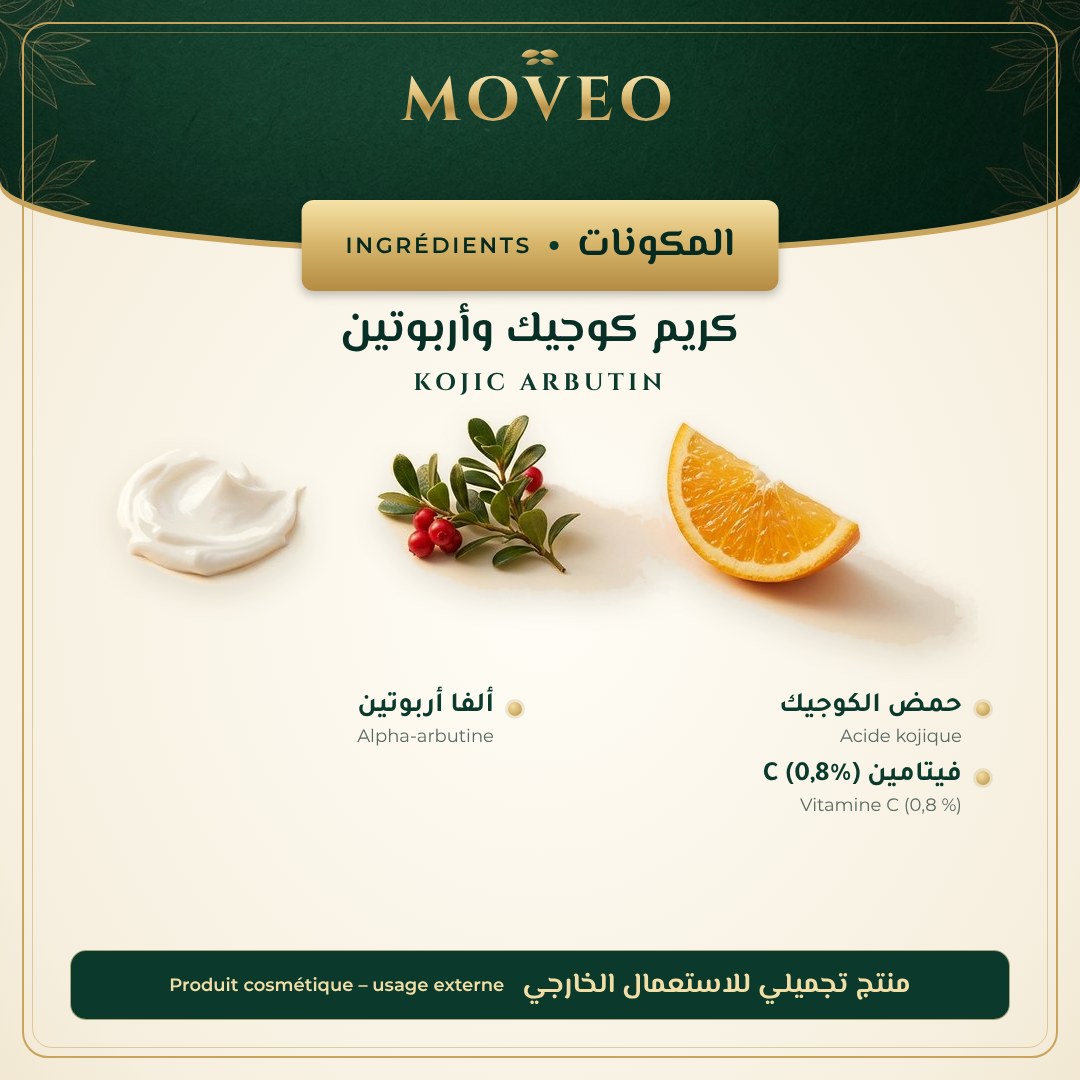 MOVEO
المكونات • INGRÉDIENTS
كريم كوجيك وأربوتين
KOJIC ARBUTIN
حمض الكوجيك
Acide kojique
ألفا أربوتين
Alpha-arbutine
فيتامين C (0,8%)
Vitamine C (0,8 %)
منتج تجميلي للاستعمال الخارجي Produit cosmétique – usage externe